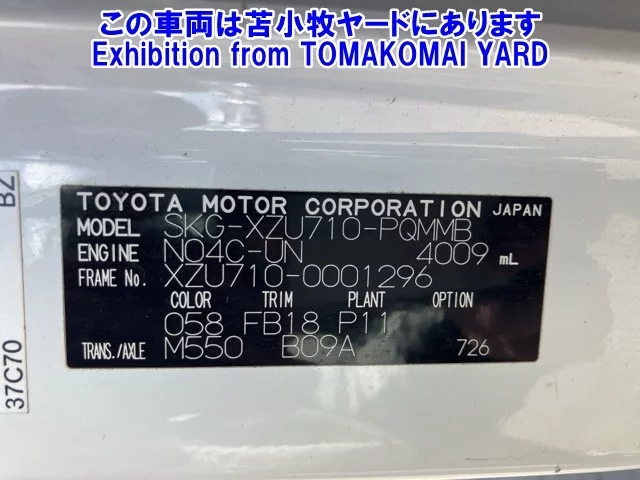 この車両は苫小牧ヤードにあります
Exhibition from TOMAKOMAI YARD
TOYOTA MOTOR CORPORATION JAPAN
MODEL SKG-XZU710-PQMMB
ENGINE N04C-UN 4009 mL
FRAME No. XZU710-0001296
COLOR TRIM PLANT OPTION
058 FB18 P11
TRANS./AXLE M550 B09A 726
37C70
BZ